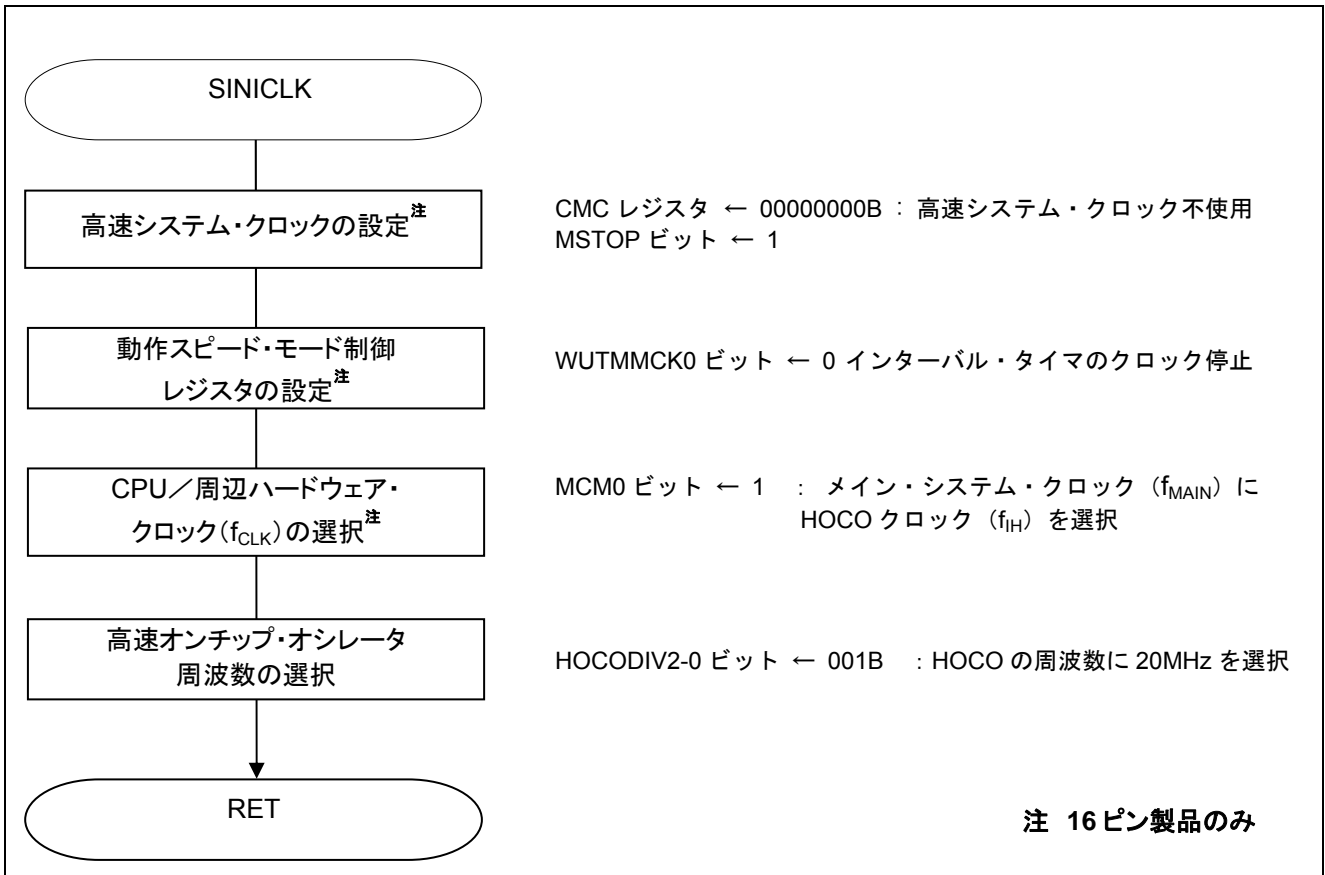 SINICLK
高速システム・クロックの設定注
CMC レジスタ ← 00000000B : 高速システム・クロック不使用
MSTOP ビット ← 1
動作スピード・モード制御
レジスタの設定注
WUTMMCK0 ビット ← 0 インターバル・タイマのクロック停止
CPU／周辺ハードウェア・
クロック(fCLK)の選択注
MCM0 ビット ← 1 : メイン・システム・クロック（fMAIN）に
HOCO クロック（fIH）を選択
高速オンチップ・オシレータ
周波数の選択
HOCODIV2-0 ビット ← 001B : HOCO の周波数に 20MHz を選択
RET
注 16ピン製品のみ